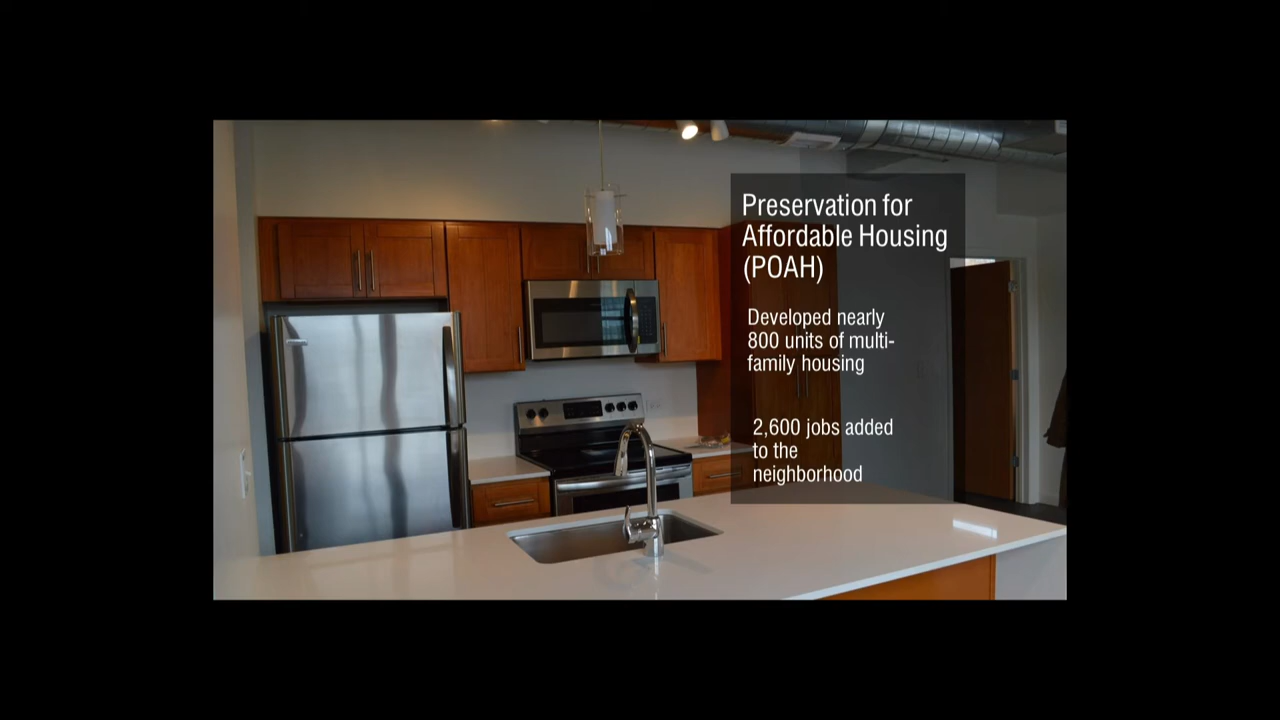 Preservation for
Affordable Housing
(POAH)
Developed nearly
800 units of multi-
family housing
2,600 jobs added
to the
neighborhood